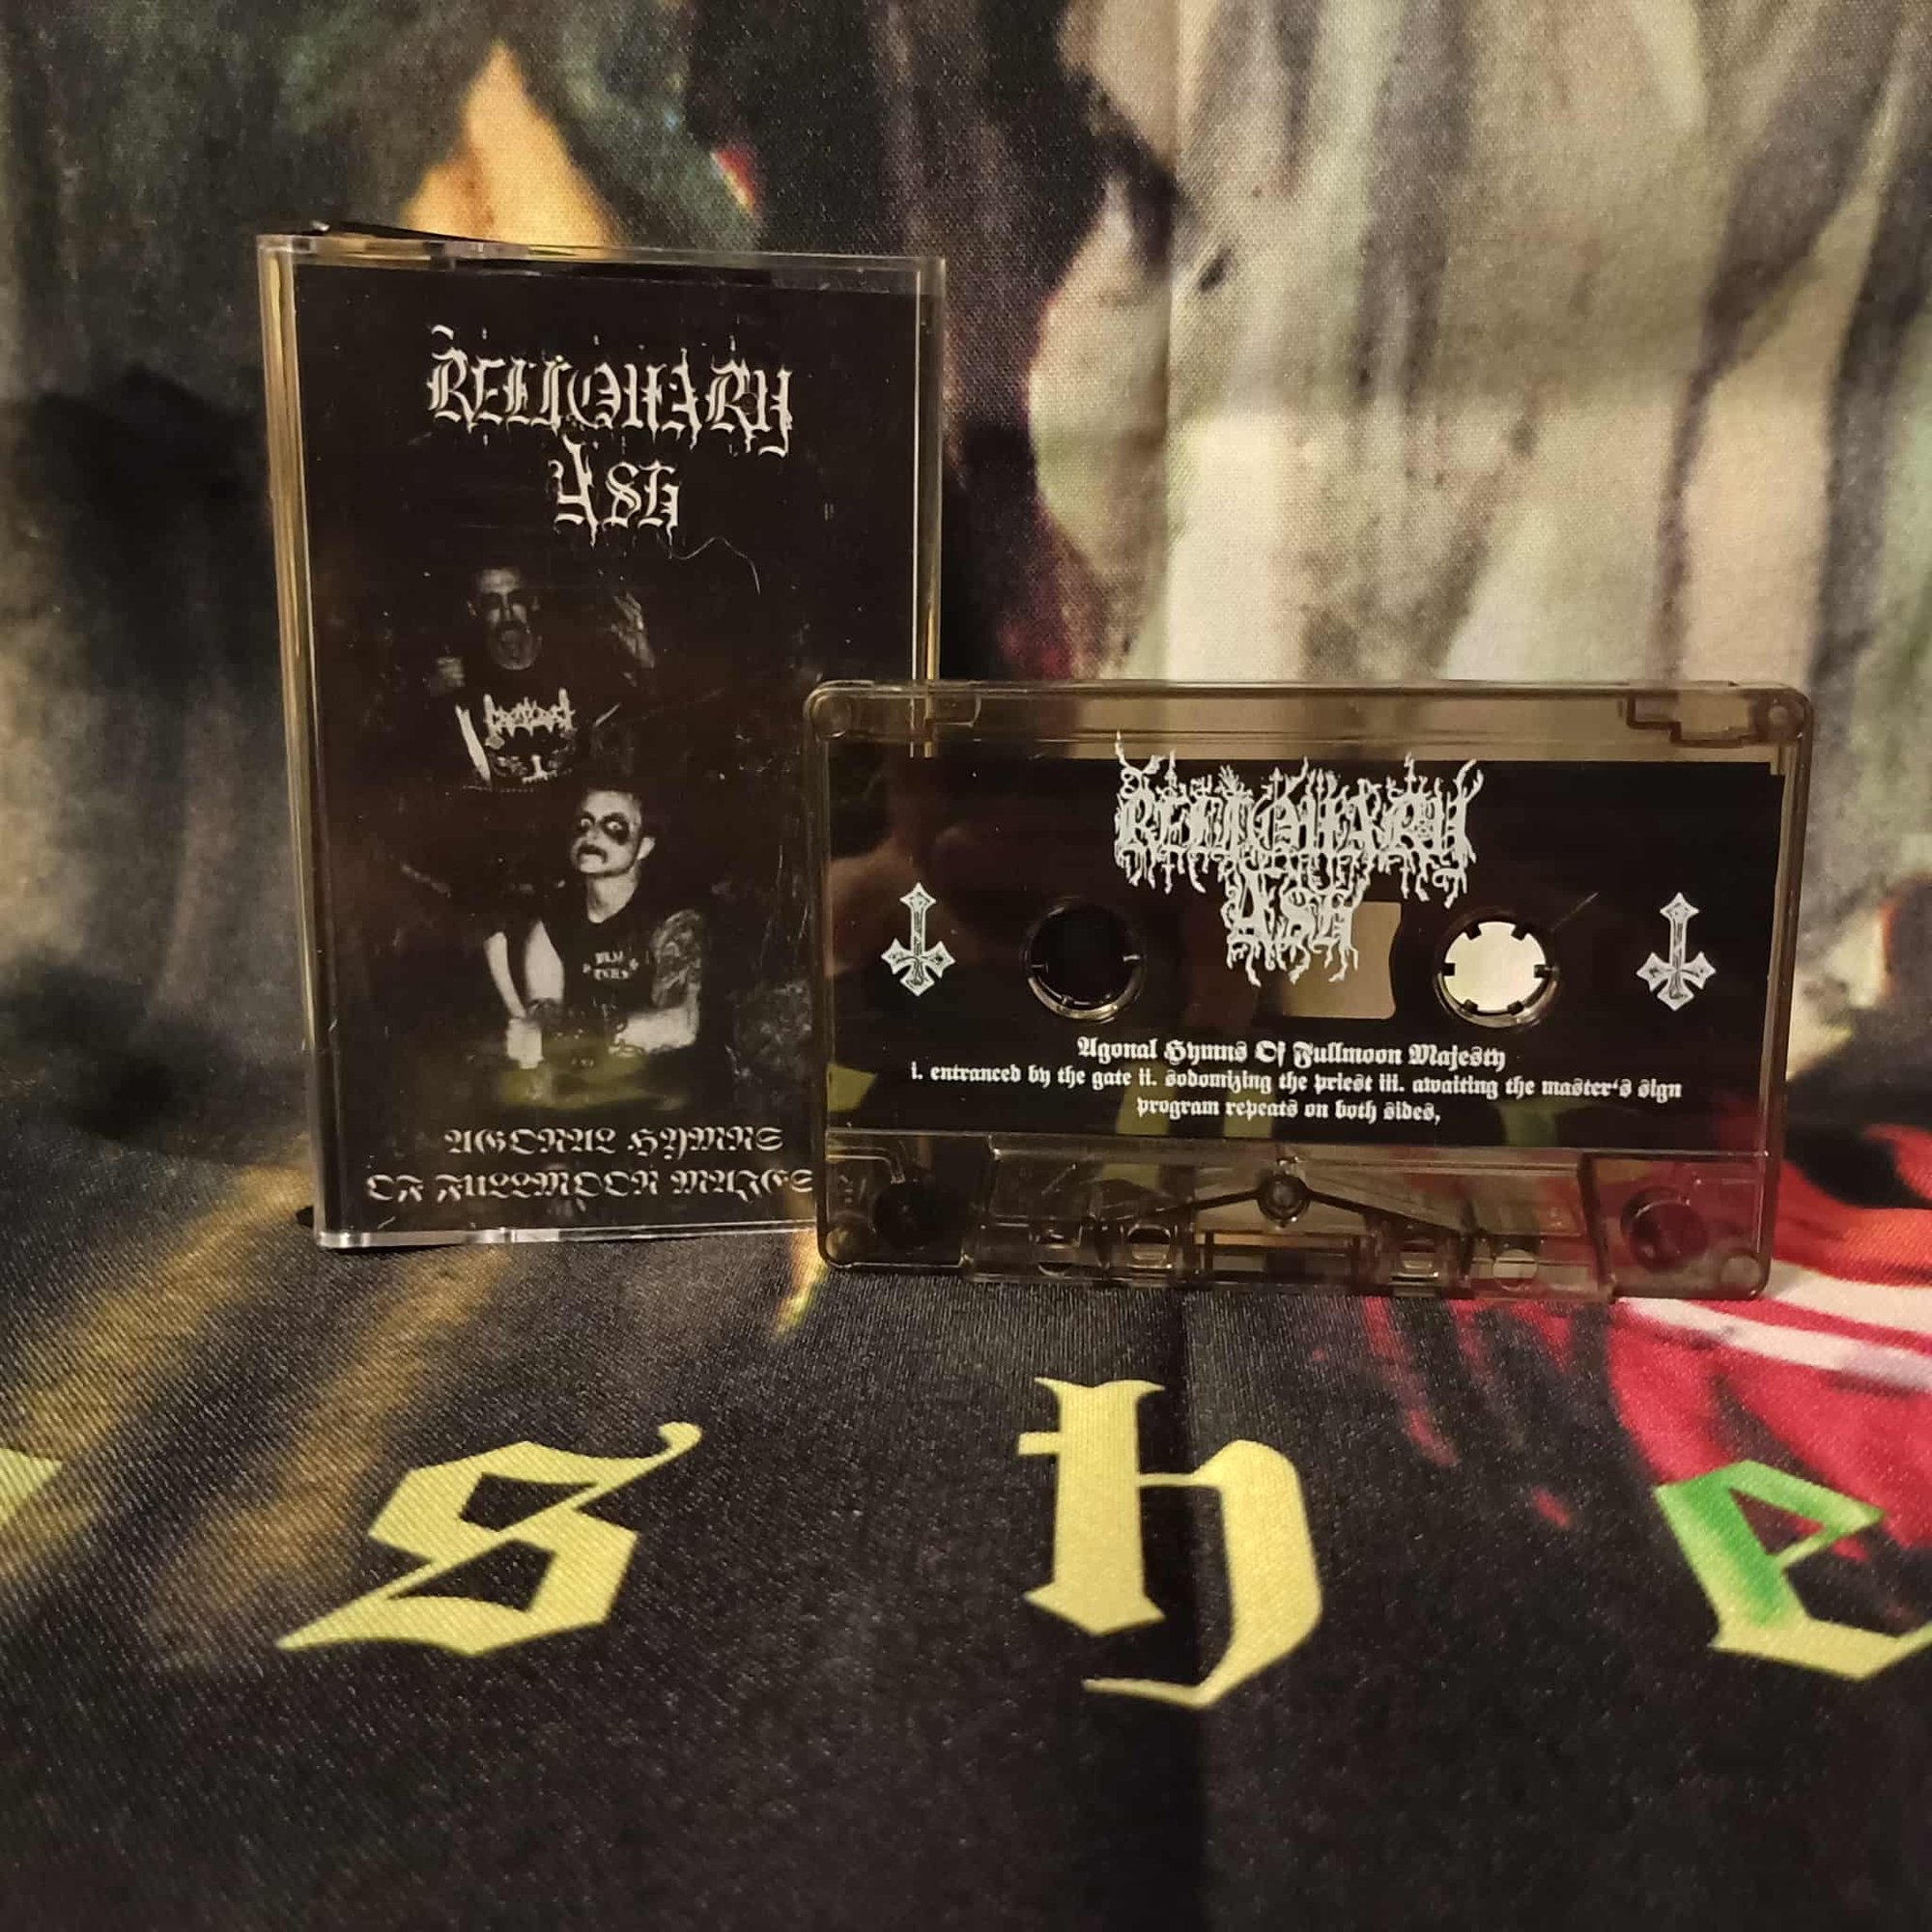 RELIQUARY
ASH
AGONAL HYMNS
OF FULLMOON MAJES
RELIQUARY
ASH
Agonal Hymns Of Fullmoon Majesty
i. entranced by the gate ii. sodomizing the priest iii. awaiting the master's sign
program repeats on both sides,
s h e